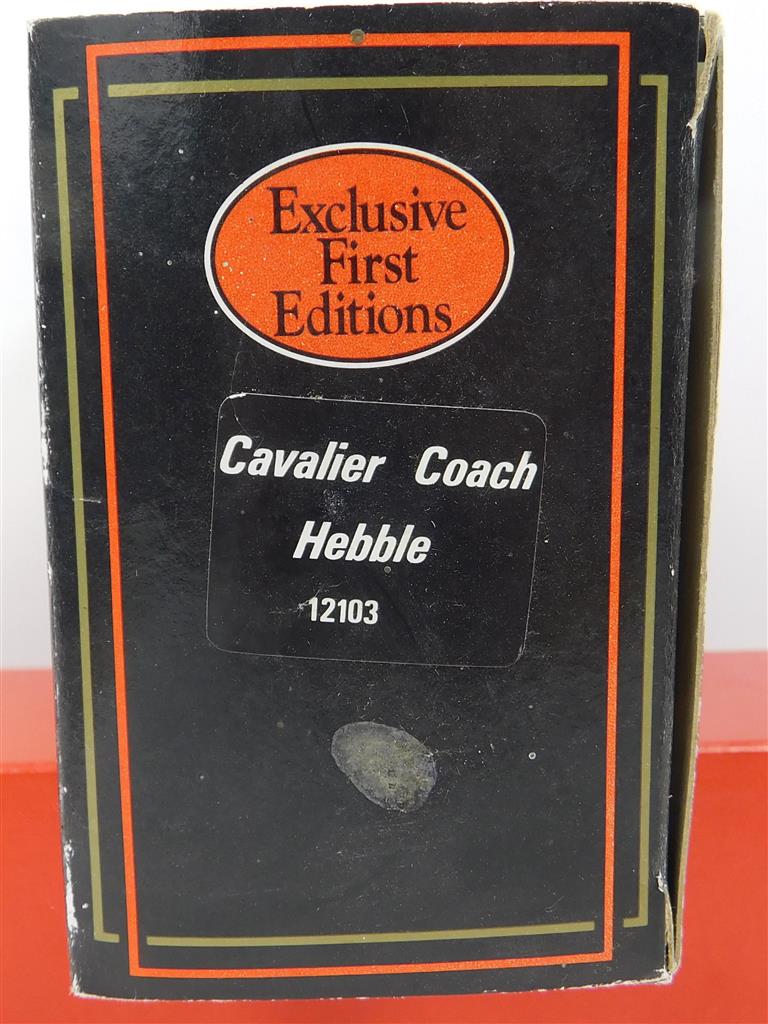 Exclusive
First
Editions
Cavalier Coach
Hebble
12103